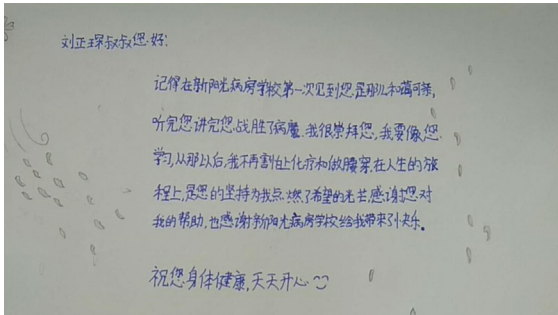 刘正琛叔叔您好:
记得在新阳光病房学校第一次见到您是那么和蔼可亲,
听完您讲完您战胜了病魔,我很崇拜您,我要像您
学习,从那以后,我不再害怕上化疗和做腰穿,在人生的旅
程上,是您的坚持为我点燃了希望的光芒,感谢您对
我的帮助,也感谢新阳光病房学校给我带来了快乐。
祝您身体健康,天天开心